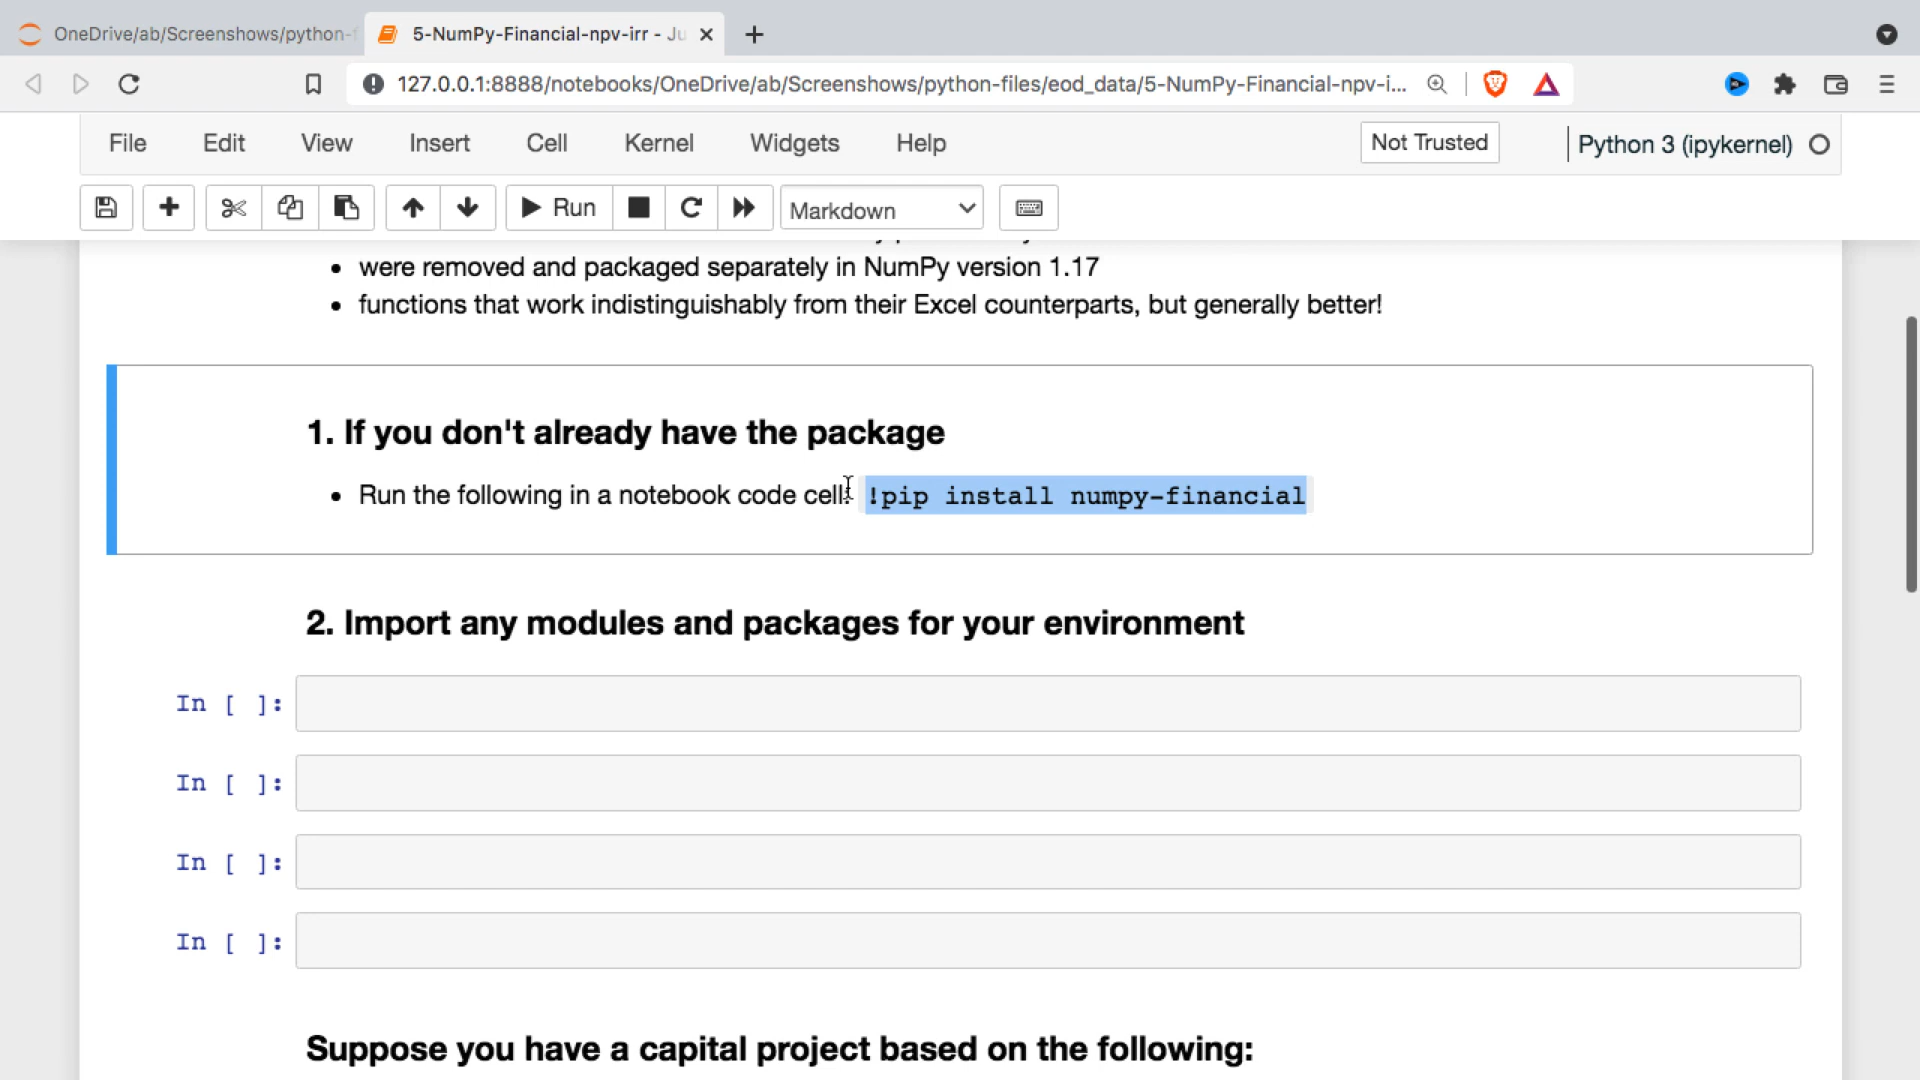 OneDrive/ab/Screenshows/python-f
5-NumPy-Financial-npv-irr - Ju
127.0.0.1:8888/notebooks/OneDrive/ab/Screenshows/python-files/eod_data/5-NumPy-Financial-npv-i...
File Edit View Insert Cell Kernel Widgets Help Not Trusted Python 3 (ipykernel)
Run Markdown
were removed and packaged separately in NumPy version 1.17
functions that work indistinguishably from their Excel counterparts, but generally better!
1. If you don't already have the package
Run the following in a notebook code cell: !pip install numpy-financial
2. Import any modules and packages for your environment
In [ ]:
In [ ]:
In [ ]:
In [ ]:
Suppose you have a capital project based on the following: